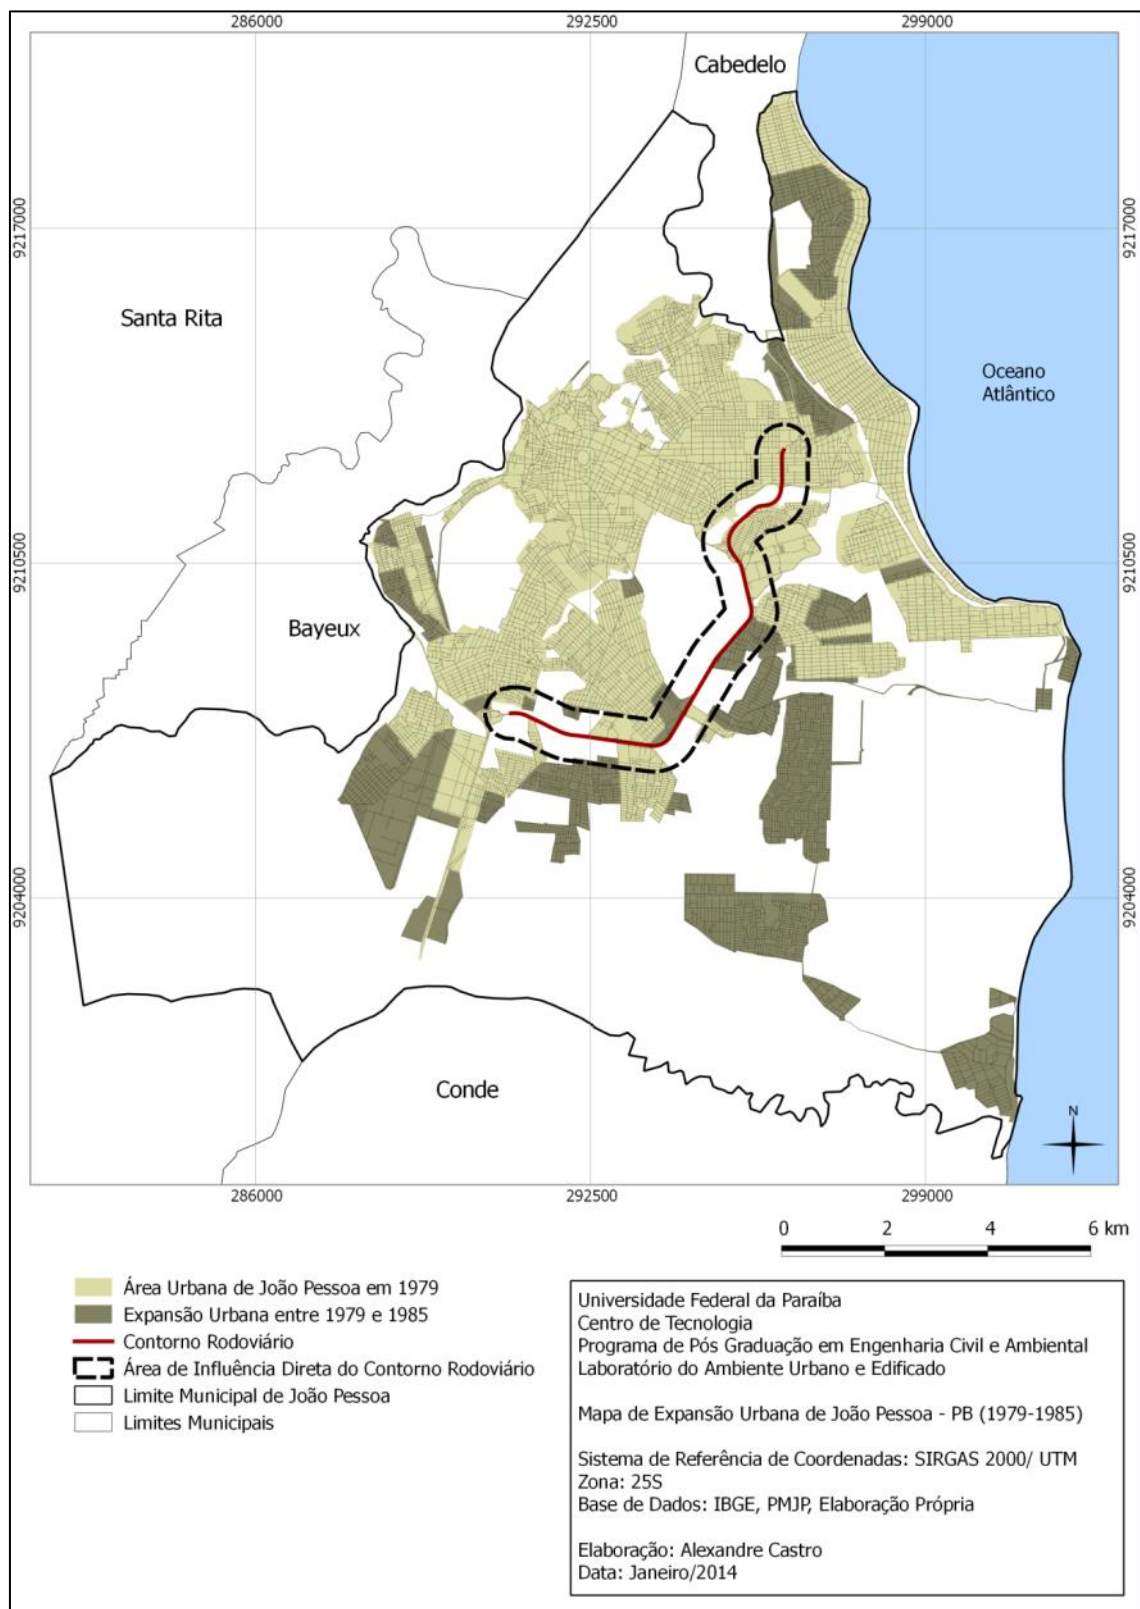 286000
292500
299000
Cabedelo
9217000
9217000
Santa Rita
Oceano
Atlântico
9210500
9210500
Bayeux
9204000
9204000
Conde
N
286000
292500
299000
0 2 4 6 km
Área Urbana de João Pessoa em 1979
Expansão Urbana entre 1979 e 1985
Contorno Rodoviário
Área de Influência Direta do Contorno Rodoviário
Limite Municipal de João Pessoa
Limites Municipais
Universidade Federal da Paraíba
Centro de Tecnologia
Programa de Pós Graduação em Engenharia Civil e Ambiental
Laboratório do Ambiente Urbano e Edificado
Mapa de Expansão Urbana de João Pessoa - PB (1979-1985)
Sistema de Referência de Coordenadas: SIRGAS 2000/ UTM
Zona: 25S
Base de Dados: IBGE, PMJP, Elaboração Própria
Elaboração: Alexandre Castro
Data: Janeiro/2014